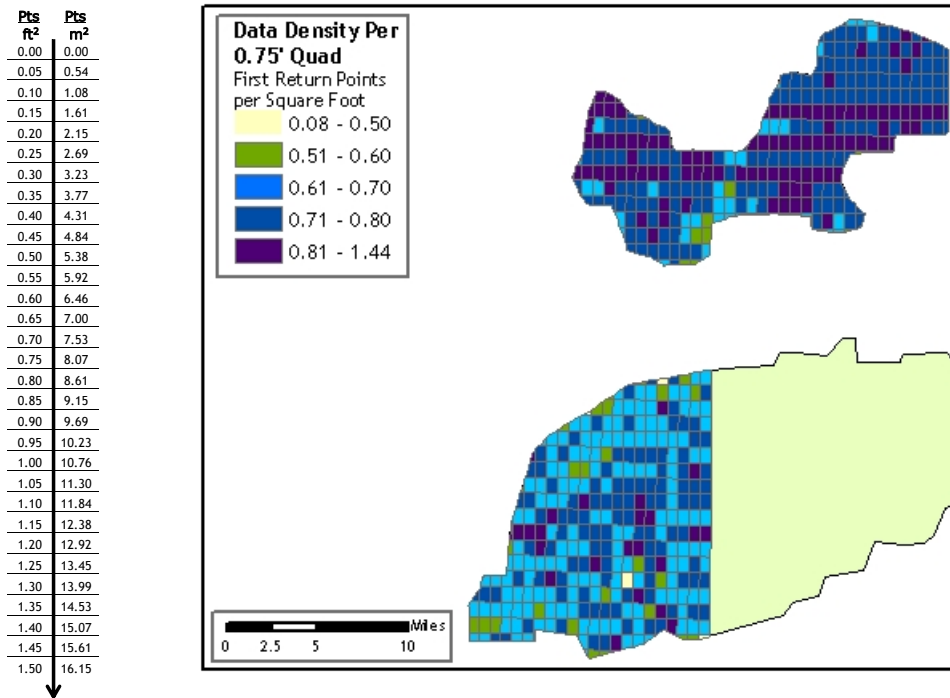 Pts Pts
ft² m²
0.00 0.00
0.05 0.54
0.10 1.08
0.15 1.61
0.20 2.15
0.25 2.69
0.30 3.23
0.35 3.77
0.40 4.31
0.45 4.84
0.50 5.38
0.55 5.92
0.60 6.46
0.65 7.00
0.70 7.53
0.75 8.07
0.80 8.61
0.85 9.15
0.90 9.69
0.95 10.23
1.00 10.76
1.05 11.30
1.10 11.84
1.15 12.38
1.20 12.92
1.25 13.45
1.30 13.99
1.35 14.53
1.40 15.07
1.45 15.61
1.50 16.15
Data Density Per
0.75' Quad
First Return Points
per Square Foot
0.08 - 0.50
0.51 - 0.60
0.61 - 0.70
0.71 - 0.80
0.81 - 1.44
Miles
0 2.5 5 10